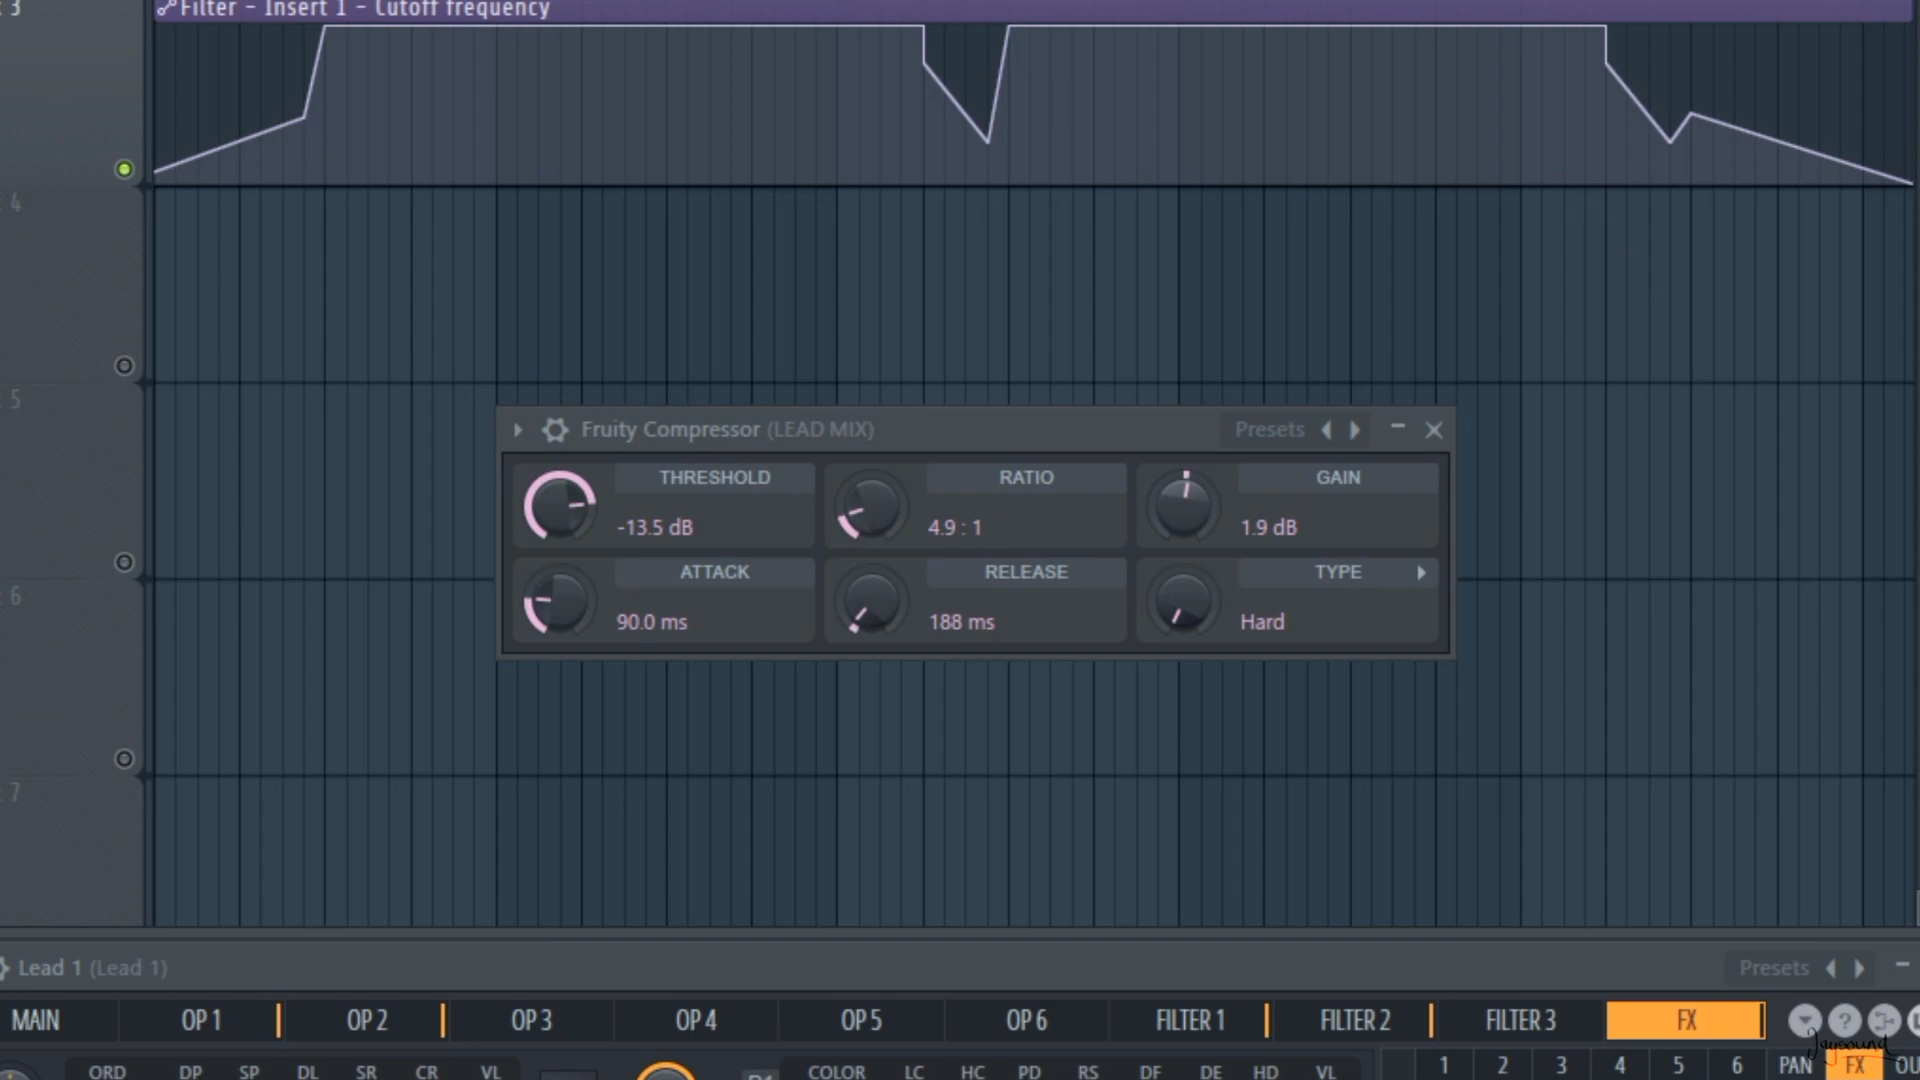 : 3
Filter - Insert 1 - Cutoff frequency
: 4
: 5
: 6
: 7
Fruity Compressor (LEAD MIX)
Presets
THRESHOLD
-13.5 dB
RATIO
4.9 : 1
GAIN
1.9 dB
ATTACK
90.0 ms
RELEASE
188 ms
TYPE
Hard
Lead 1 (Lead 1)
Presets
MAIN OP 1 OP 2 OP 3 OP 4 OP 5 OP 6 FILTER 1 FILTER 2 FILTER 3 FX ?
ORD DP SP DL SR CR VL COLOR LC HC PD RS DF DE HD VL 1 2 3 4 5 6 PAN FX OU
Jaysound